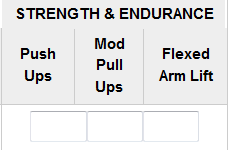 STRENGTH & ENDURANCE
Push
Ups
Mod
Pull
Ups
Flexed
Arm Lift